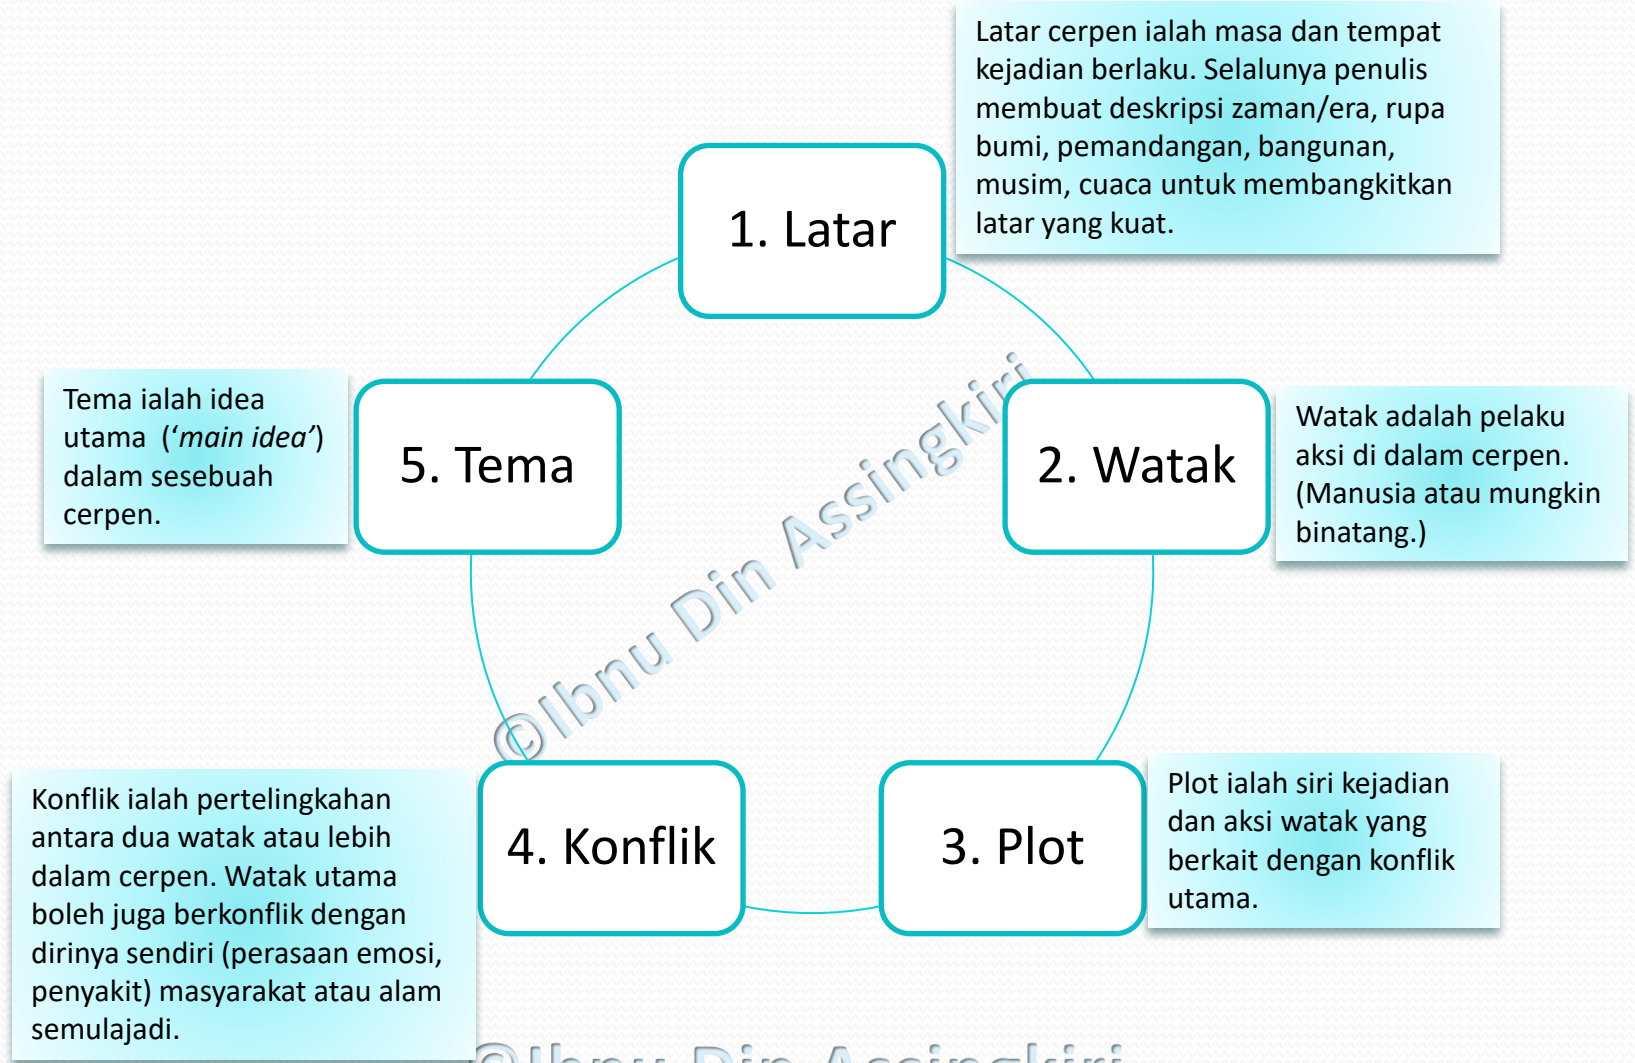 Latar cerpen ialah masa dan tempat
kejadian berlaku. Selalunya penulis
membuat deskripsi zaman/era, rupa
bumi, pemandangan, bangunan,
musim, cuaca untuk membangkitkan
latar yang kuat.
1. Latar
Watak adalah pelaku
aksi di dalam cerpen.
(Manusia atau mungkin
binatang.)
2. Watak
Plot ialah siri kejadian
dan aksi watak yang
berkait dengan konflik
utama.
3. Plot
4. Konflik
Konflik ialah pertelingkahan
antara dua watak atau lebih
dalam cerpen. Watak utama
boleh juga berkonflik dengan
dirinya sendiri (perasaan emosi,
penyakit) masyarakat atau alam
semulajadi.
5. Tema
Tema ialah idea
utama  (‘main idea’)
dalam sesebuah
cerpen.
©Ibnu Din Assingkiri
©Ibnu Din Assingkiri